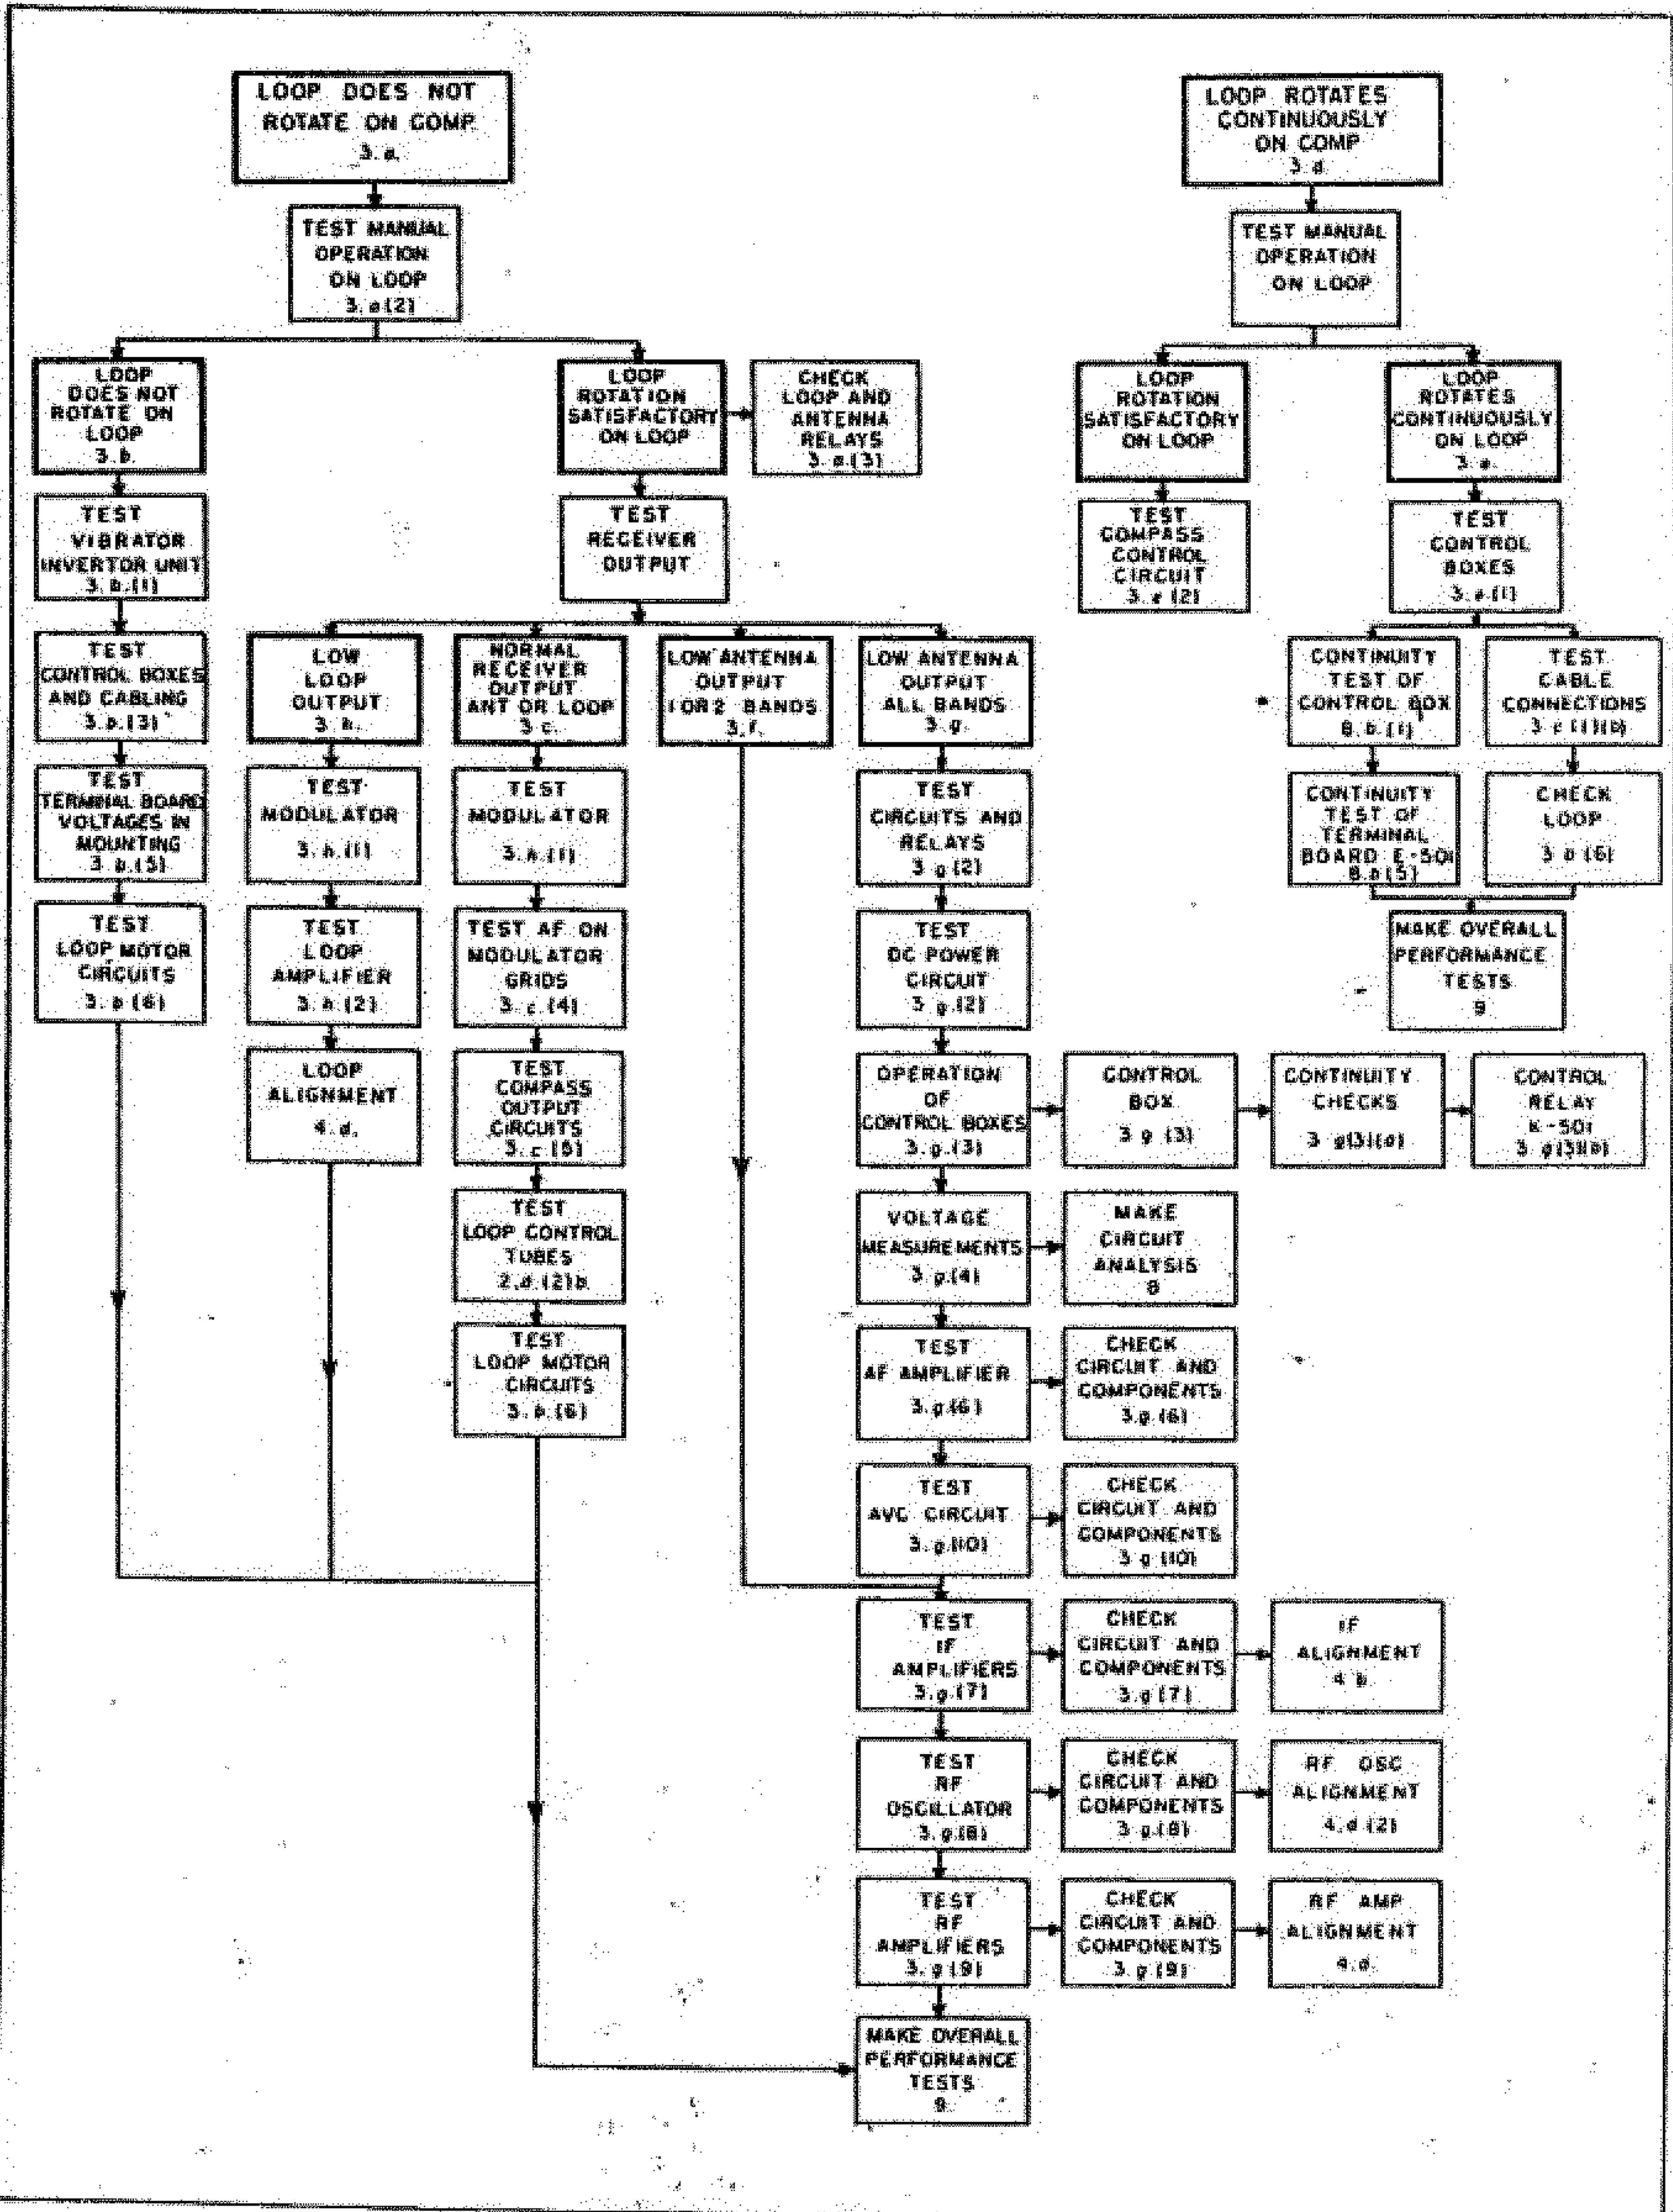 LOOP DOES NOT
ROTATE ON COMP.
3. a.
TEST MANUAL
OPERATION
ON LOOP
3. a (2)
LOOP
DOES NOT
ROTATE ON
LOOP
3. b.
TEST
VIBRATOR
INVERTOR UNIT
3. b. (1)
TEST
CONTROL BOXES
AND CABLING
3. b. (3)
TEST
TERMINAL BOARD
VOLTAGES IN
MOUNTING
3. b. (5)
TEST
LOOP MOTOR
CIRCUITS
3. b (6)
LOOP
ROTATION
SATISFACTORY
ON LOOP
CHECK
LOOP AND
ANTENNA
RELAYS
3. a. (3)
TEST
RECEIVER
OUTPUT
LOW
LOOP
OUTPUT
3. h.
TEST
MODULATOR
3. h. (1)
TEST
LOOP
AMPLIFIER
3. h. (2)
LOOP
ALIGNMENT
4. d.
NORMAL
RECEIVER
OUTPUT
ANT OR LOOP
3 c.
TEST
MODULATOR
3. h. (1)
TEST AF ON
MODULATOR
GRIDS
3. c. (4)
TEST
COMPASS
OUTPUT
CIRCUITS
3. c (5)
TEST
LOOP CONTROL
TUBES
2. d. (2) b
TEST
LOOP MOTOR
CIRCUITS
3. b. (6)
LOW ANTENNA
OUTPUT
1 OR 2 BANDS
3. f.
LOW ANTENNA
OUTPUT
ALL BANDS
3. g.
TEST
CIRCUITS AND
RELAYS
3 g (2)
TEST
DC POWER
CIRCUIT
3 g. (2)
OPERATION
OF
CONTROL BOXES
3. g. (3)
CONTROL
BOX
3 g (3)
CONTINUITY
CHECKS
3 g(3)(a)
CONTROL
RELAY
K-501
3 g(3)(b)
VOLTAGE
MEASUREMENTS
3 g.(4)
MAKE
CIRCUIT
ANALYSIS
8
TEST
AF AMPLIFIER
3. g (6)
CHECK
CIRCUIT AND
COMPONENTS
3. g. (6)
TEST
AVC CIRCUIT
3. g. (10)
CHECK
CIRCUIT AND
COMPONENTS
3 g (10)
TEST
IF
AMPLIFIERS
3. g. (7)
CHECK
CIRCUIT AND
COMPONENTS
3. g (7)
IF
ALIGNMENT
4 b.
TEST
RF
OSCILLATOR
3. g. (8)
CHECK
CIRCUIT AND
COMPONENTS
3 g. (8)
RF OSC
ALIGNMENT
4. d (2)
TEST
RF
AMPLIFIERS
3. g (9)
CHECK
CIRCUIT AND
COMPONENTS
3. g (9)
RF AMP
ALIGNMENT
4. d.
MAKE OVERALL
PERFORMANCE
TESTS
9
LOOP ROTATES
CONTINUOUSLY
ON COMP
3 d
TEST MANUAL
OPERATION
ON LOOP
LOOP
ROTATION
SATISFACTORY
ON LOOP
TEST
COMPASS
CONTROL
CIRCUIT
3. e (2)
LOOP
ROTATES
CONTINUOUSLY
ON LOOP
3 e.
TEST
CONTROL
BOXES
3. e (1)
CONTINUITY
TEST OF
CONTROL BOX
8. b. (1)
CONTINUITY
TEST OF
TERMINAL
BOARD E-501
8. b (5)
TEST
CABLE
CONNECTIONS
CHECK
LOOP
3 b (6)
MAKE OVERALL
PERFORMANCE
TESTS
9